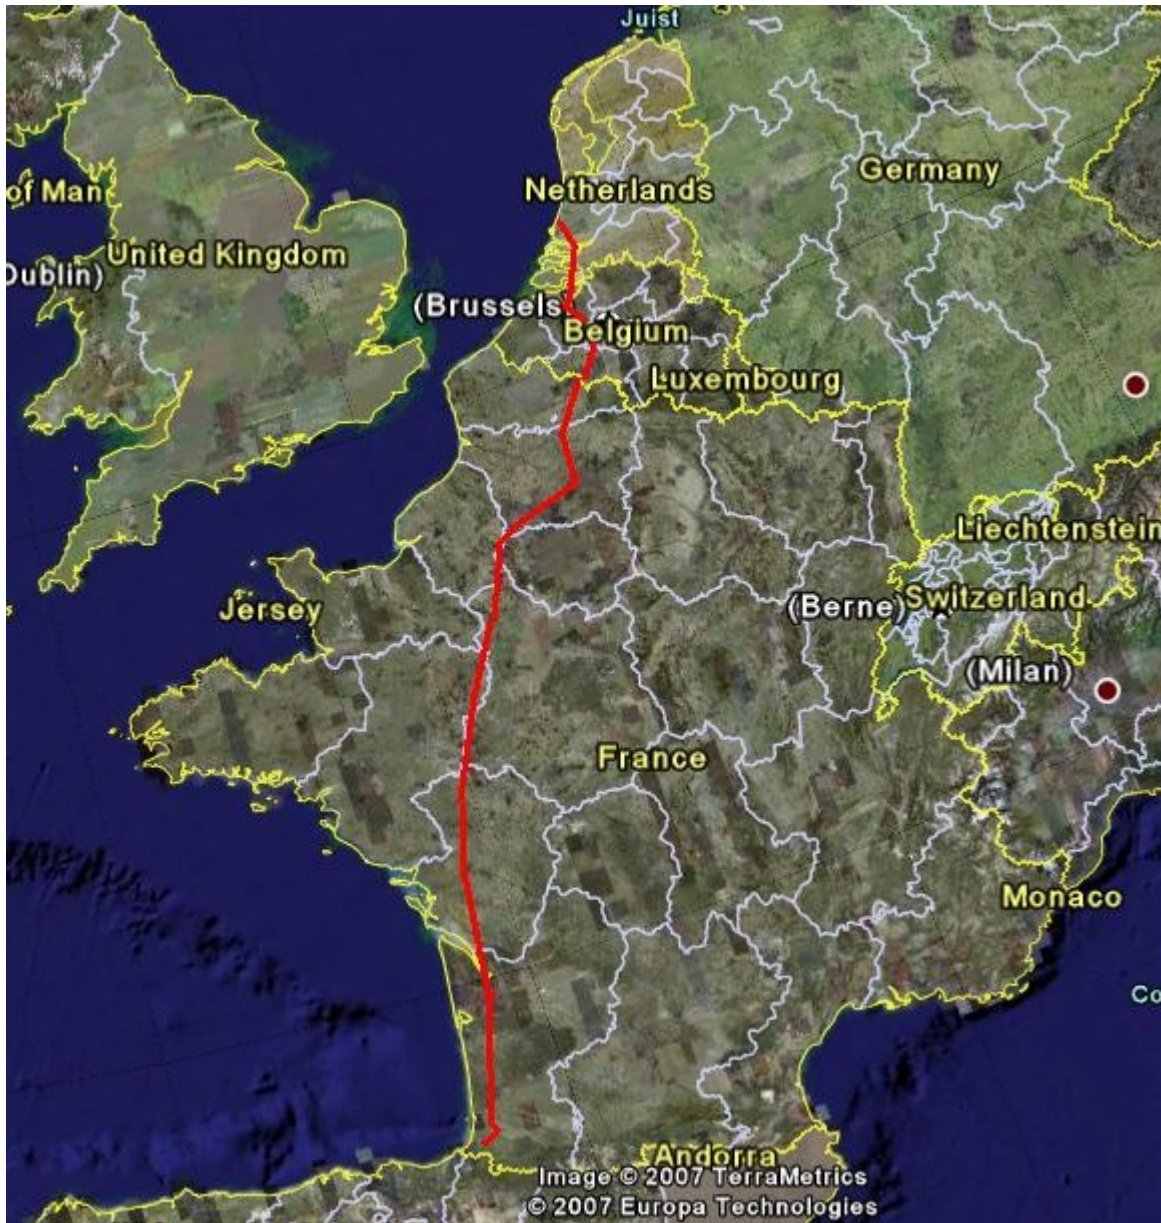 Juist
Germany
Netherlands
of Man
United Kingdom
Dublin)
(Brussels)
Belgium
Luxembourg
Liechtenstein
Jersey
(Berne)
Switzerland
(Milan)
France
Monaco
Co
Andorra
Image © 2007 TerraMetrics
© 2007 Europa Technologies